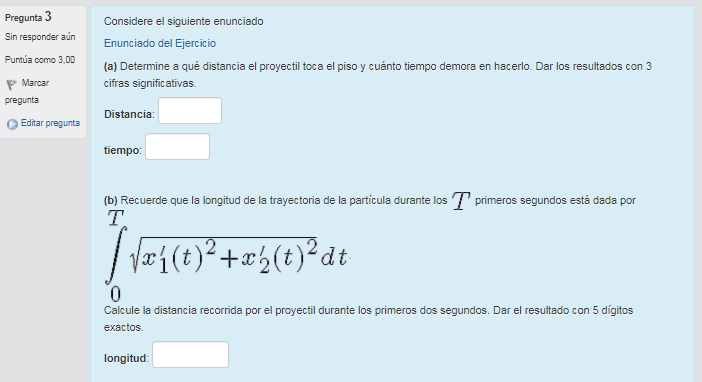 Pregunta 3
Sin responder aún
Puntúa como 3,00
Marcar
pregunta
Editar pregunta
Considere el siguiente enunciado
Enunciado del Ejercicio
(a) Determine a qué distancia el proyectil toca el piso y cuánto tiempo demora en hacerlo. Dar los resultados con 3
cifras significativas.
Distancia:
tiempo:
(b) Recuerde que la longitud de la trayectoria de la partícula durante los T primeros segundos está dada por
∫₀ᵀ √(x₁′(t)²+x₂′(t)²) dt
Calcule la distancia recorrida por el proyectil durante los primeros dos segundos. Dar el resultado con 5 dígitos
exactos.
longitud: